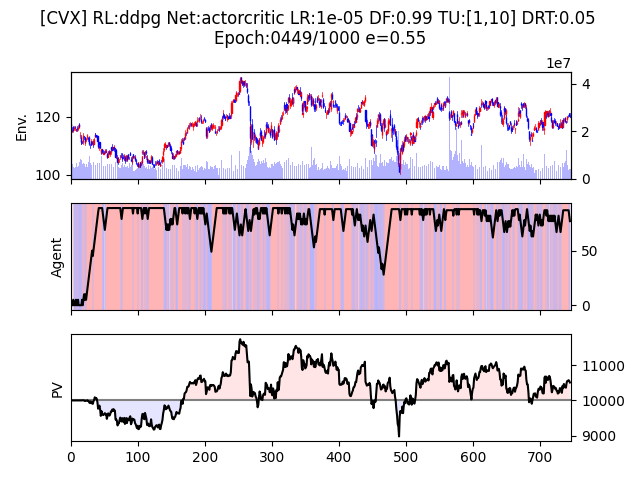 [CVX] RL:ddpg Net:actorcritic LR:1e-05 DF:0.99 TU:[1,10] DRT:0.05
Epoch:0449/1000 e=0.55
1e7
Env.
120
100
4
2
0
Agent
50
0
PV
11000
10000
9000
0 100 200 300 400 500 600 700